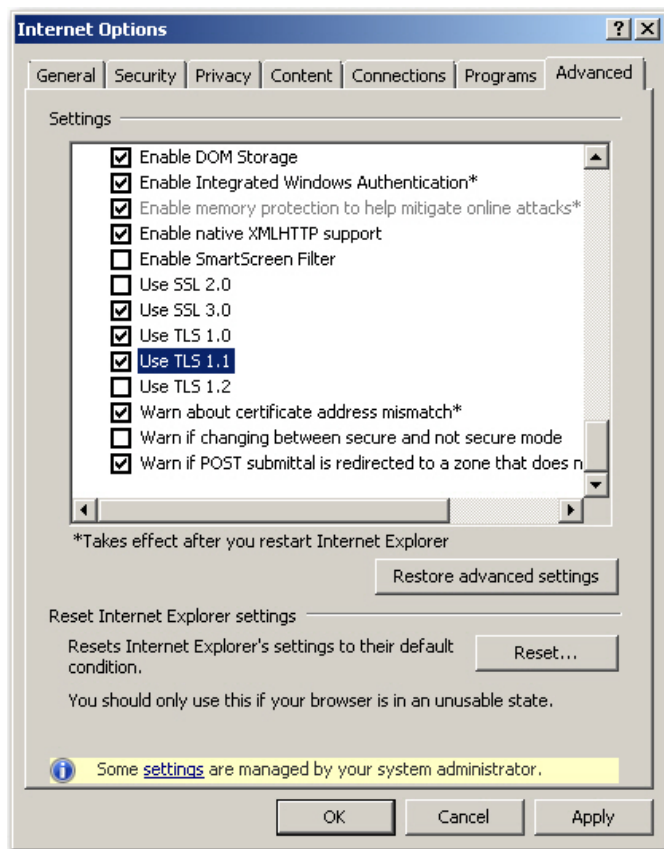 Internet Options
General Security Privacy Content Connections Programs Advanced
Settings
Enable DOM Storage
Enable Integrated Windows Authentication*
Enable memory protection to help mitigate online attacks*
Enable native XMLHTTP support
Enable SmartScreen Filter
Use SSL 2.0
Use SSL 3.0
Use TLS 1.0
Use TLS 1.1
Use TLS 1.2
Warn about certificate address mismatch*
Warn if changing between secure and not secure mode
Warn if POST submittal is redirected to a zone that does n
*Takes effect after you restart Internet Explorer
Restore advanced settings
Reset Internet Explorer settings
Resets Internet Explorer's settings to their default
condition.
Reset...
You should only use this if your browser is in an unusable state.
Some settings are managed by your system administrator.
OK Cancel Apply